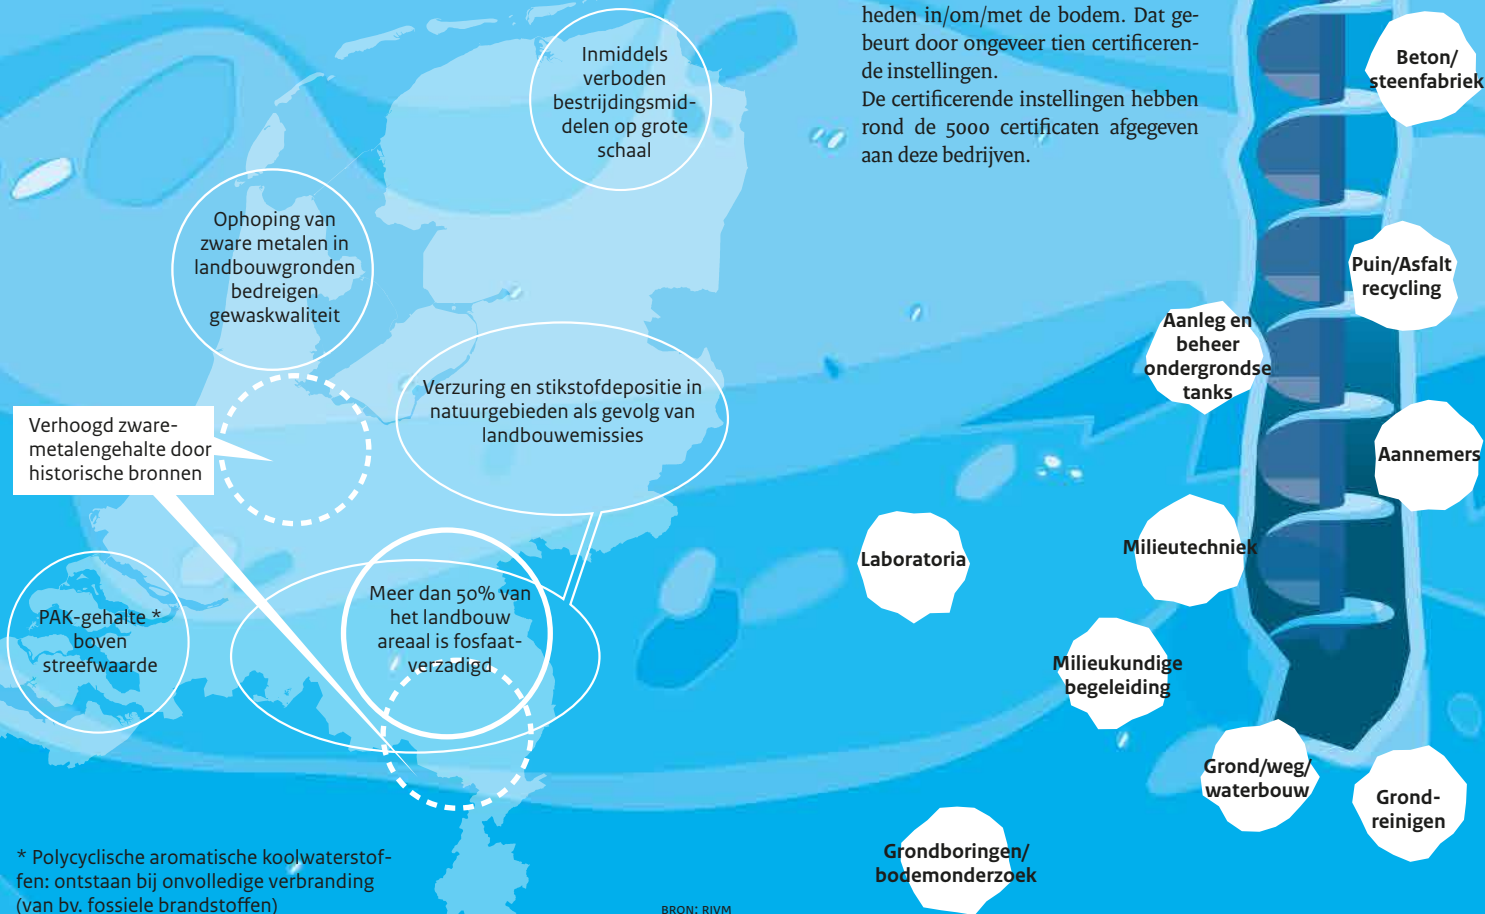 heden in/om/met de bodem. Dat ge-
beurt door ongeveer tien certificeren-
de instellingen.
De certificerende instellingen hebben
rond de 5000 certificaten afgegeven
aan deze bedrijven.
Inmiddels
verboden
bestrijdingsmid-
delen op grote
schaal
Ophoping van
zware metalen in
landbouwgronden
bedreigen
gewaskwaliteit
Verzuring en stikstofdepositie in
natuurgebieden als gevolg van
landbouwemissies
Verhoogd zware-
metalengehalte door
historische bronnen
Meer dan 50% van
het landbouw
areaal is fosfaat-
verzadigd
PAK-gehalte *
boven
streefwaarde
* Polycyclische aromatische koolwaterstof-
fen: ontstaan bij onvolledige verbranding
(van bv. fossiele brandstoffen)
BRON: RIVM
Beton/
steenfabriek
Puin/Asfalt
recycling
Aanleg en
beheer
ondergrondse
tanks
Aannemers
Milieutechniek
Laboratoria
Milieukundige
begeleiding
Grond/weg/
waterbouw
Grond-
reinigen
Grondboringen/
bodemonderzoek